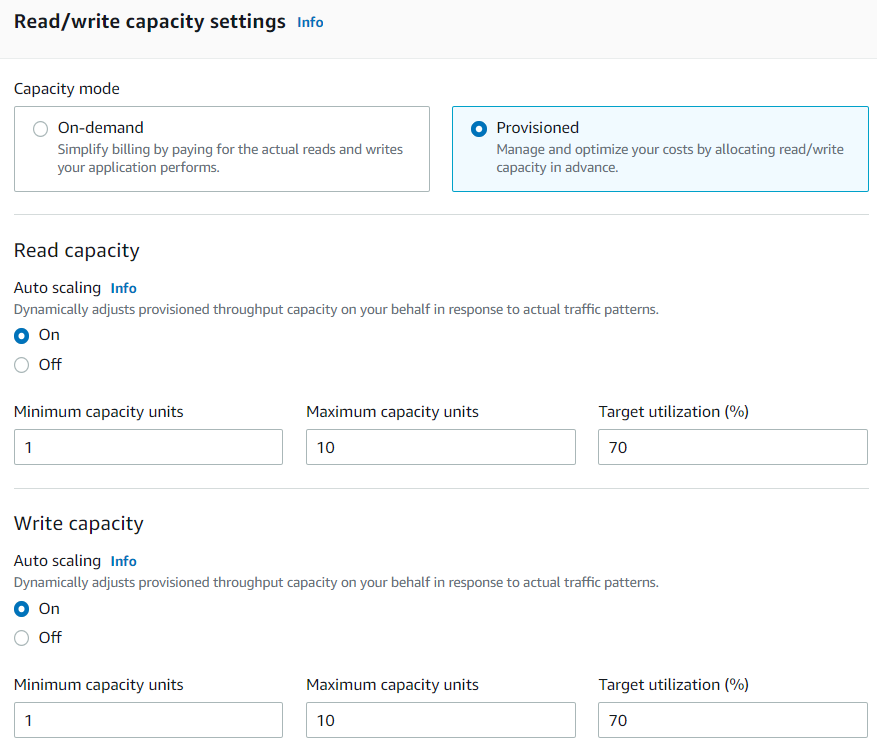 Read/write capacity settings Info
Capacity mode
On-demand
Simplify billing by paying for the actual reads and writes
your application performs.
Provisioned
Manage and optimize your costs by allocating read/write
capacity in advance.
Read capacity
Auto scaling Info
Dynamically adjusts provisioned throughput capacity on your behalf in response to actual traffic patterns.
On
Off
Minimum capacity units
1
Maximum capacity units
10
Target utilization (%)
70
Write capacity
Auto scaling Info
Dynamically adjusts provisioned throughput capacity on your behalf in response to actual traffic patterns.
On
Off
Minimum capacity units
1
Maximum capacity units
10
Target utilization (%)
70